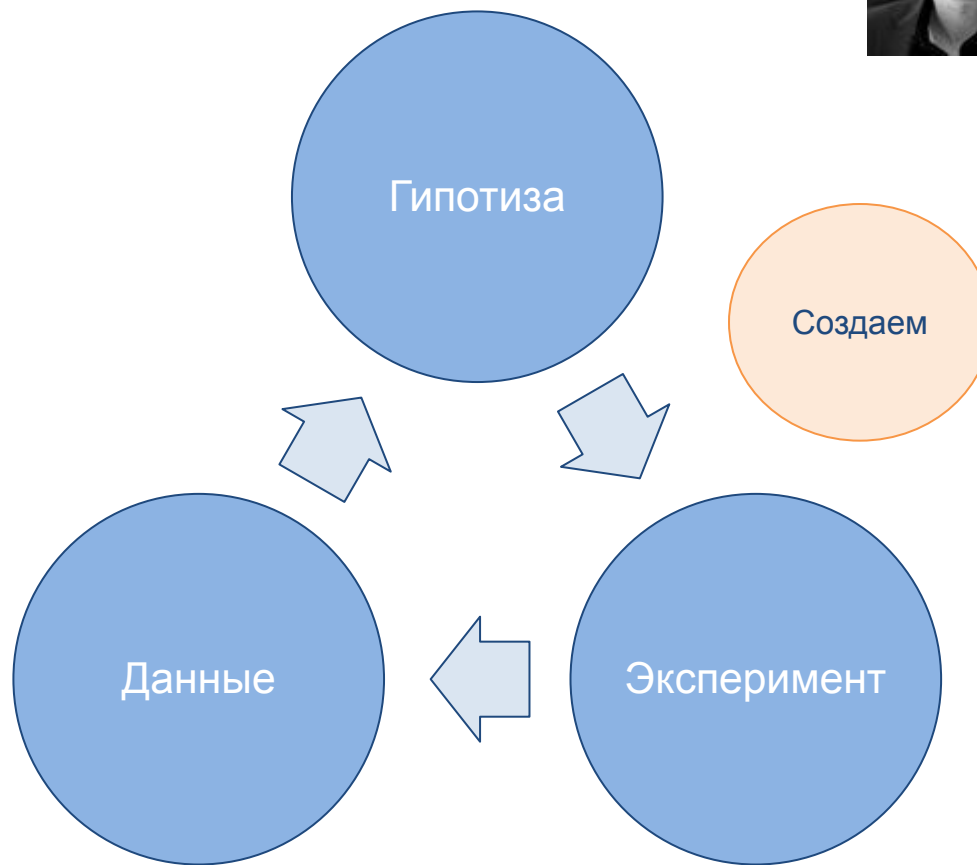 Гипотиза
Создаем
Данные
Эксперимент